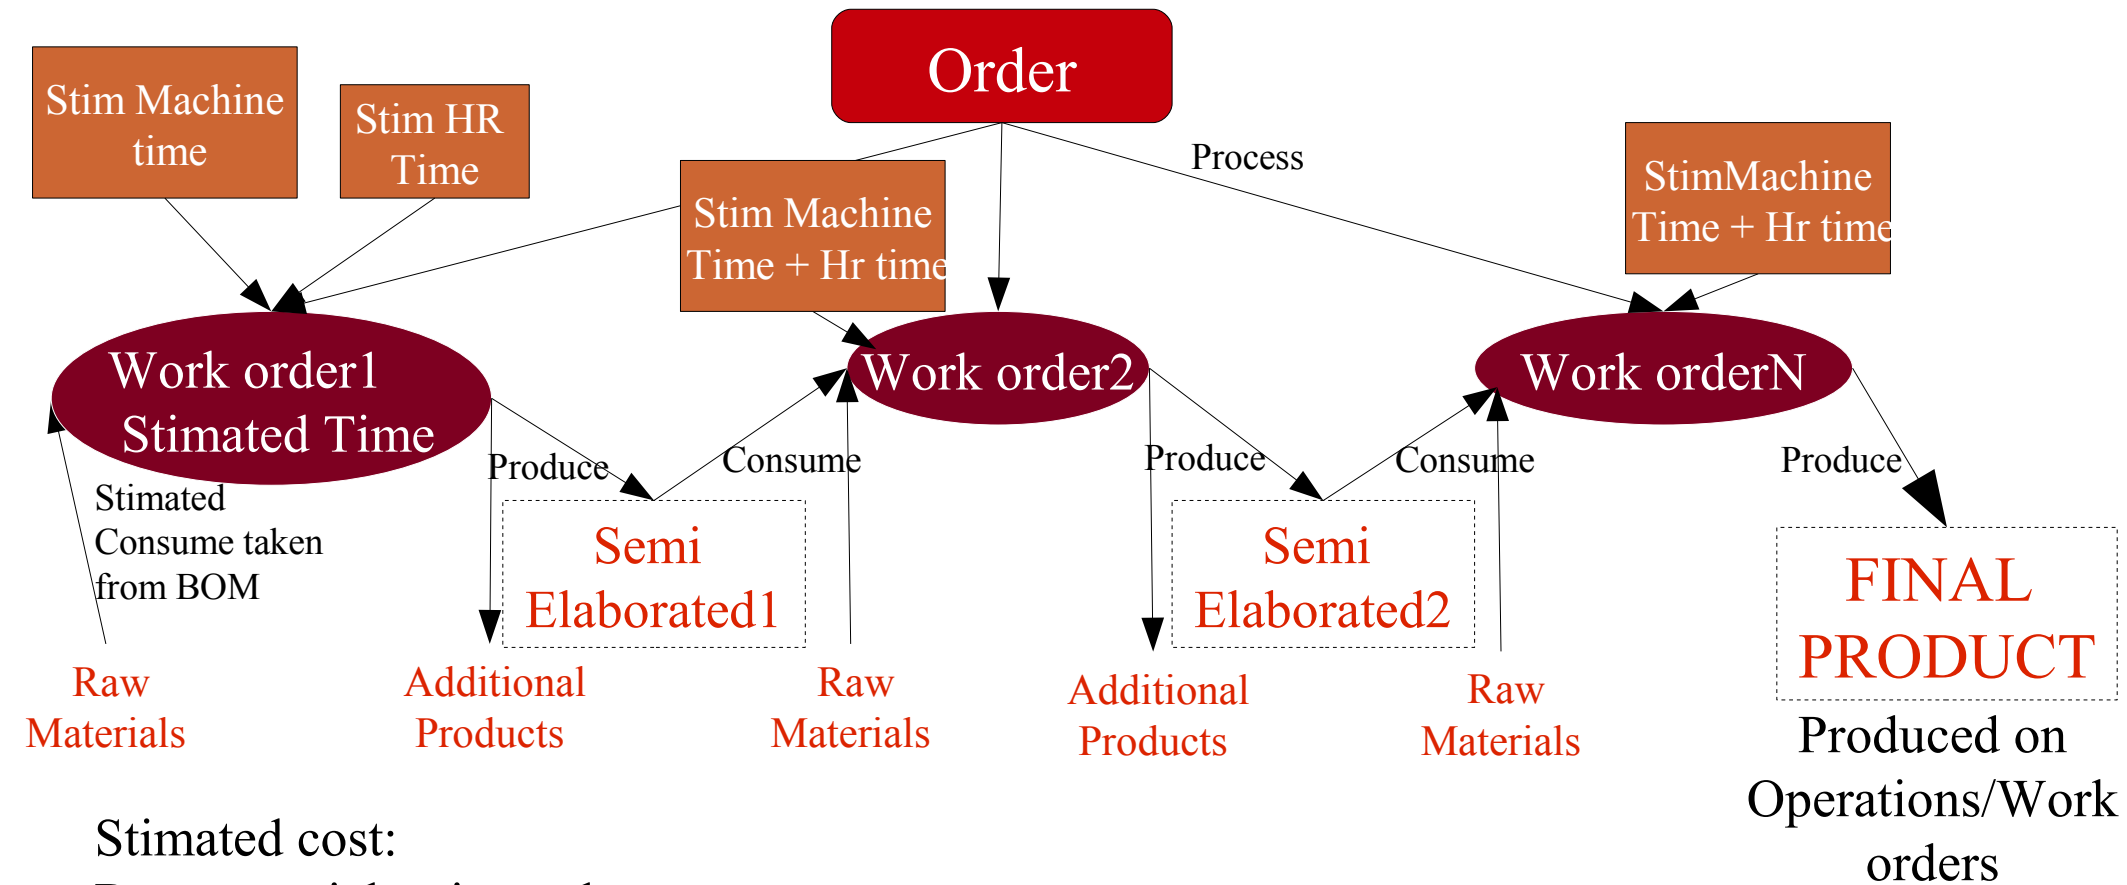 Order
Stim Machine
time
Stim HR
Time
Process
Stim Machine
Time + Hr time
StimMachine
Time + Hr time
Work order1
Stimated Time
Work order2
Work orderN
Produce
Consume
Produce
Consume
Produce
Stimated
Consume taken
from BOM
Semi
Elaborated1
Semi
Elaborated2
FINAL
PRODUCT
Raw
Materials
Additional
Products
Raw
Materials
Additional
Products
Raw
Materials
Produced on
Operations/Work
orders
Stimated cost: